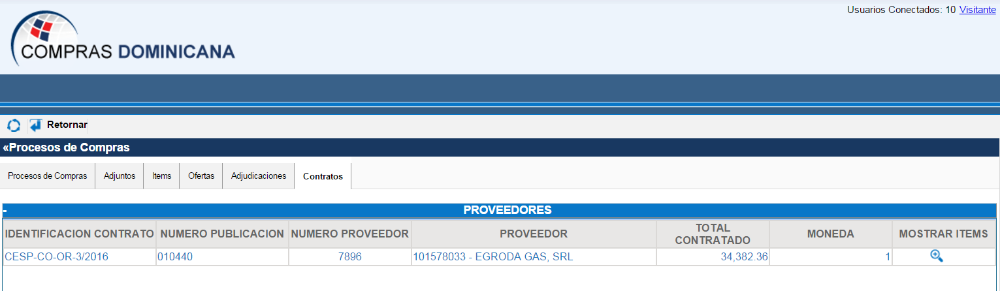 Usuarios Conectados: 10 Visitante
COMPRAS DOMINICANA
Retornar
«Procesos de Compras
Procesos de Compras Adjuntos Items Ofertas Adjudicaciones Contratos
- PROVEEDORES
IDENTIFICACION CONTRATO NUMERO PUBLICACION NUMERO PROVEEDOR PROVEEDOR TOTAL CONTRATADO MONEDA MOSTRAR ITEMS
CESP-CO-OR-3/2016 010440 7896 101578033 - EGRODA GAS, SRL 34,382.36 1